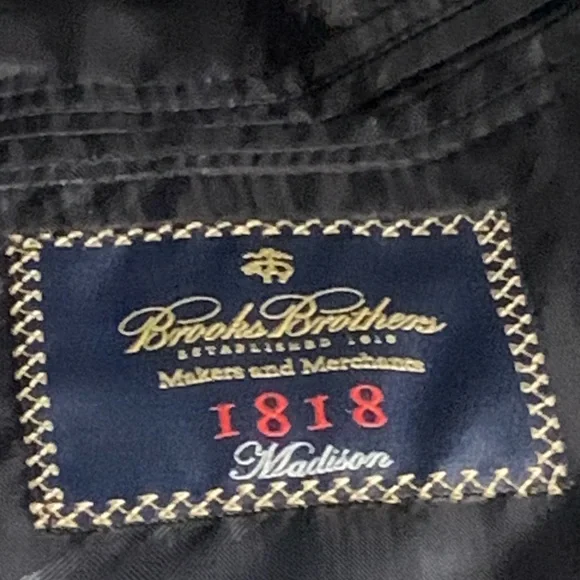 Brooks Brothers
ESTABLISHED 1818
Makers and Merchants
1818
Madison